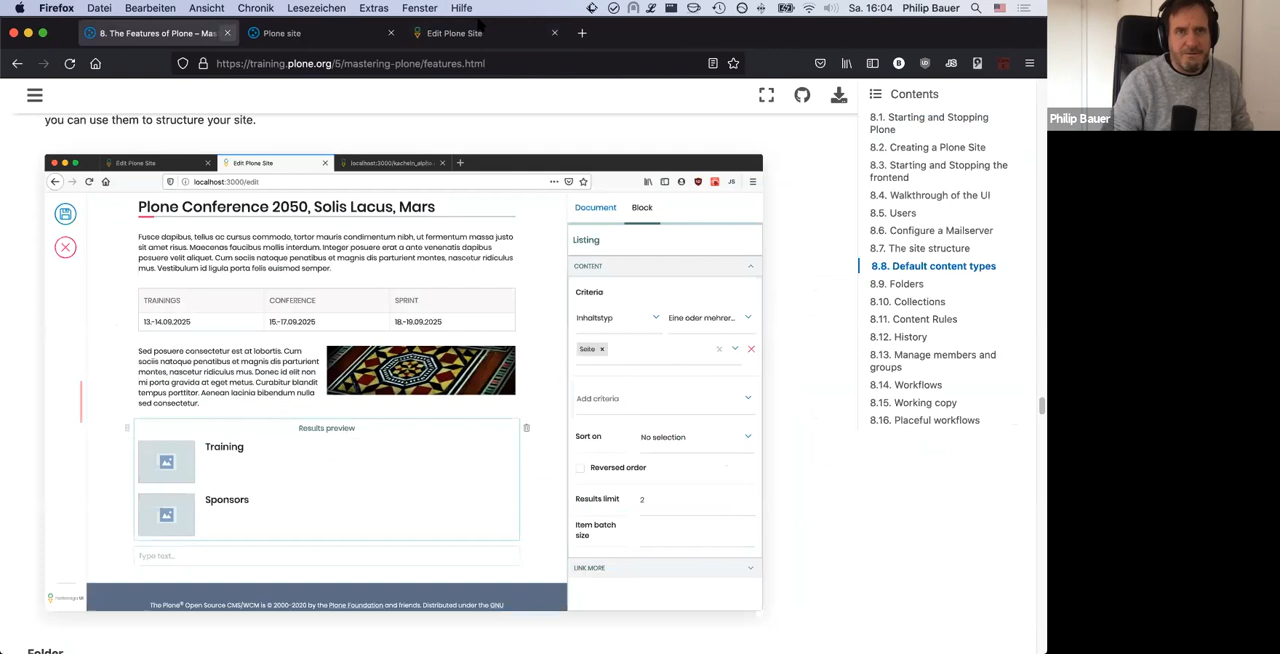 Firefox Datei Bearbeiten Ansicht Chronik Lesezeichen Extras Fenster Hilfe Sa. 16:04 Philip Bauer
8. The Features of Plone – Mas Plone site Edit Plone Site
https://training.plone.org/5/mastering-plone/features.html
Philip Bauer
you can use them to structure your site.
Edit Plone Site Edit Plone Site
localhost:3000/edit
Plone Conference 2050, Solis Lacus, Mars
Fusce dapibus, tellus ac cursus commodo, tortor mauris condimentum nibh, ut fermentum massa justo
sit amet risus. Maecenas faucibus mollis interdum. Integer posuere erat a ante venenatis dapibus
posuere velit aliquet. Cum sociis natoque penatibus et magnis dis parturient montes, nascetur ridiculus
mus. Vestibulum id ligula porta felis euismod semper.
TRAININGS CONFERENCE SPRINT
13.-14.09.2025 15.-17.09.2025 18.-19.09.2025
Sed posuere consectetur est at lobortis. Cum
sociis natoque penatibus et magnis dis parturient
montes, nascetur ridiculus mus. Donec id elit non
mi porta gravida at eget metus. Curabitur blandit
tempus porttitor. Aenean lacinia bibendum nulla
sed consectetur.
Results preview
Training
Sponsors
Type text...
The Plone® Open Source CMS/WCM is © 2000-2020 by the Plone Foundation and friends. Distributed under the GNU
Document Block
Listing
CONTENT
Criteria
Inhaltstyp Eine oder mehrer...
Seite
Add criteria
Sort on No selection
Reversed order
Results limit 2
Item batch
size
LINK MORE
Folder
Contents
8.1. Starting and Stopping
Plone
8.2. Creating a Plone Site
8.3. Starting and Stopping the
frontend
8.4. Walkthrough of the UI
8.5. Users
8.6. Configure a Mailserver
8.7. The site structure
8.8. Default content types
8.9. Folders
8.10. Collections
8.11. Content Rules
8.12. History
8.13. Manage members and
groups
8.14. Workflows
8.15. Working copy
8.16. Placeful workflows